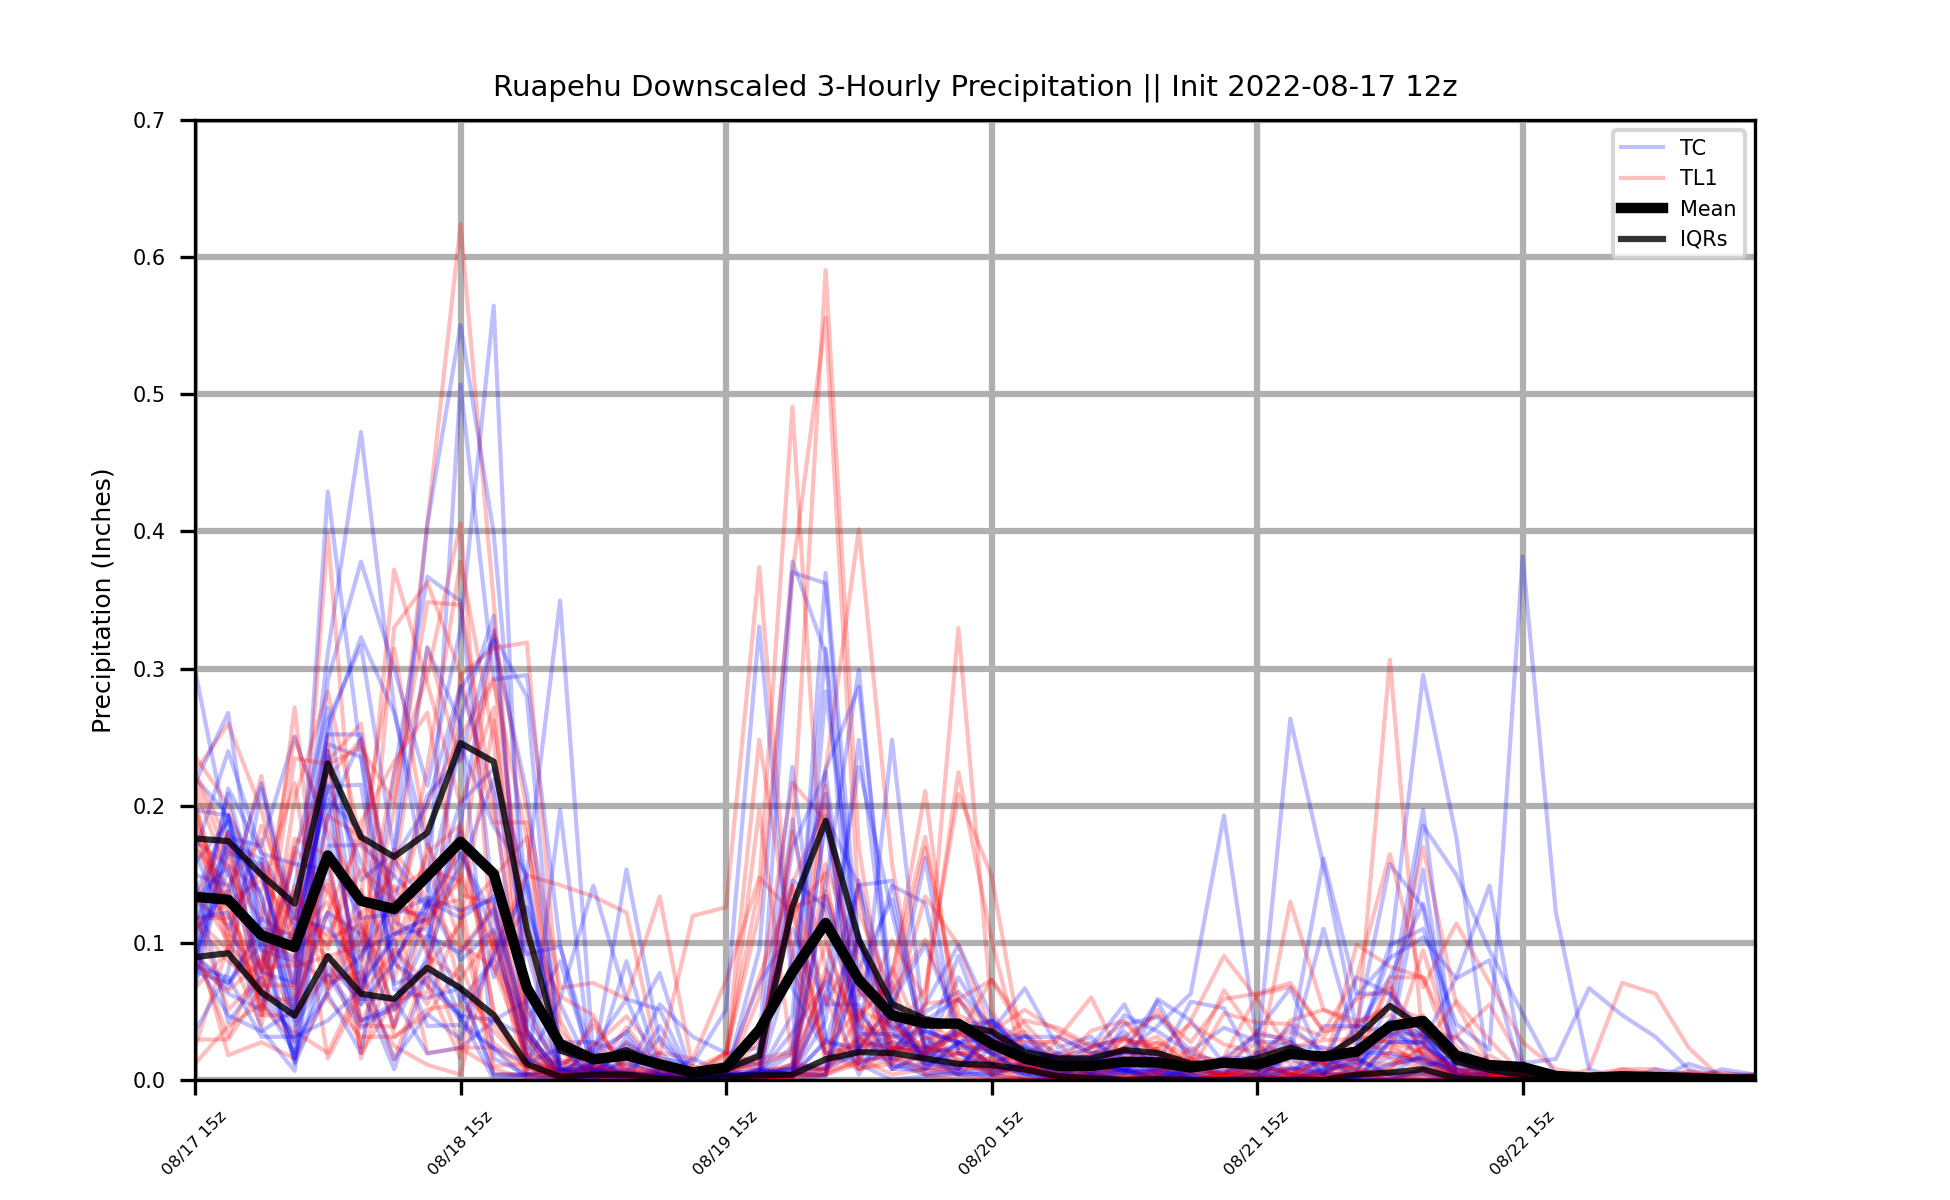 Ruapehu Downscaled 3-Hourly Precipitation || Init 2022-08-17 12z
Precipitation (Inches)
0.7
0.6
0.5
0.4
0.3
0.2
0.1
0.0
TC
TL1
Mean
IQRs
08/17 15z
08/18 15z
08/19 15z
08/20 15z
08/21 15z
08/22 15z